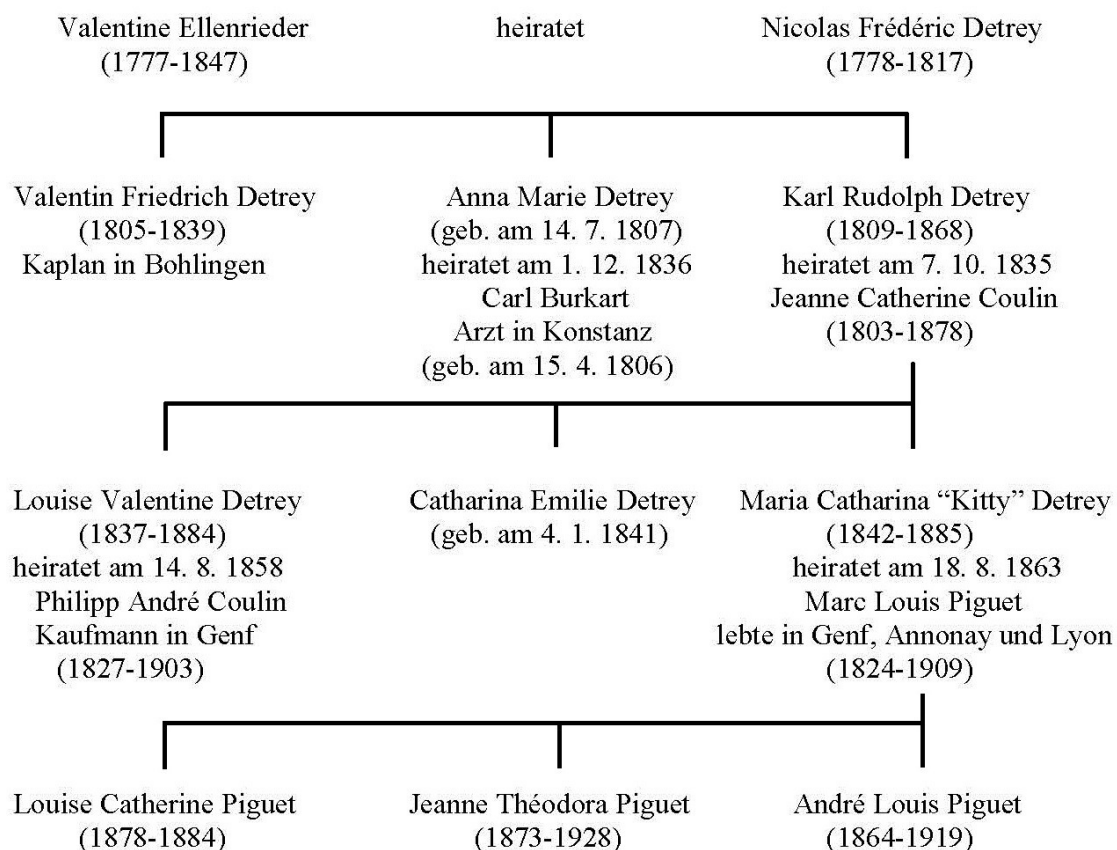 Valentine Ellenrieder heiratet Nicolas Frédéric Detrey
(1777-1847) (1778-1817)
Valentin Friedrich Detrey
(1805-1839)
Kaplan in Bohlingen
Anna Marie Detrey
(geb. am 14. 7. 1807)
heiratet am 1. 12. 1836
Carl Burkart
Arzt in Konstanz
(geb. am 15. 4. 1806)
Karl Rudolph Detrey
(1809-1868)
heiratet am 7. 10. 1835
Jeanne Catherine Coulin
(1803-1878)
Louise Valentine Detrey
(1837-1884)
heiratet am 14. 8. 1858
Philipp André Coulin
Kaufmann in Genf
(1827-1903)
Catharina Emilie Detrey
(geb. am 4. 1. 1841)
Maria Catharina “Kitty” Detrey
(1842-1885)
heiratet am 18. 8. 1863
Marc Louis Piguet
lebte in Genf, Annonay und Lyon
(1824-1909)
Louise Catherine Piguet
(1878-1884)
Jeanne Théodora Piguet
(1873-1928)
André Louis Piguet
(1864-1919)